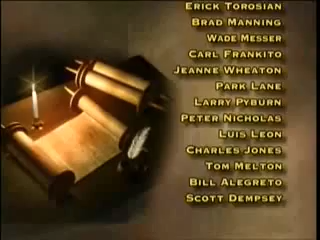 ERICK TOROSIAN
BRAD MANNING
WADE MESSER
CARL FRANKITO
JEANNE WHEATON
PARK LANE
LARRY PYBURN
PETER NICHOLAS
LUIS LEON
CHARLES JONES
TOM MELTON
BILL ALEGRETO
SCOTT DEMPSEY